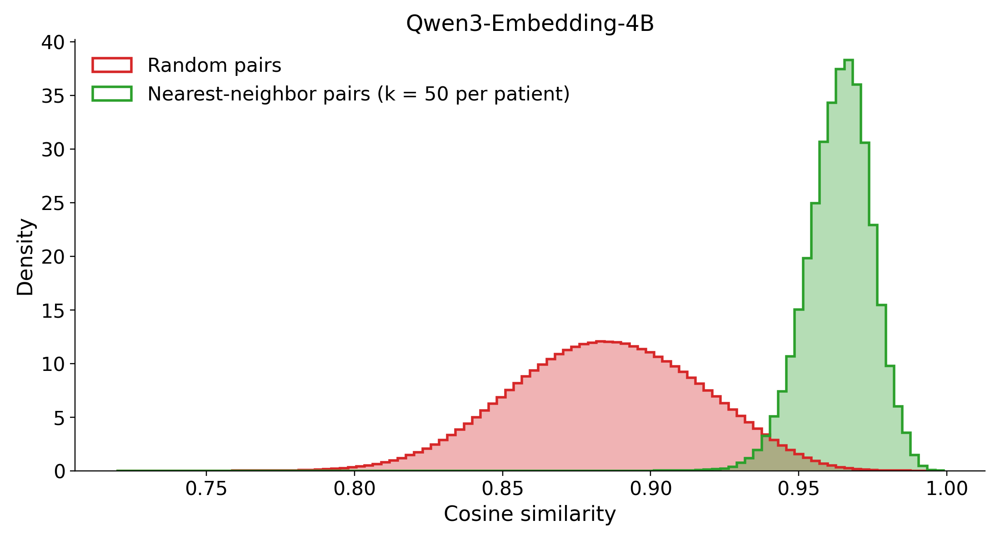 Qwen3-Embedding-4B
Random pairs
Nearest-neighbor pairs (k = 50 per patient)
Density
40
35
30
25
20
15
10
5
0
0.75 0.80 0.85 0.90 0.95 1.00
Cosine similarity